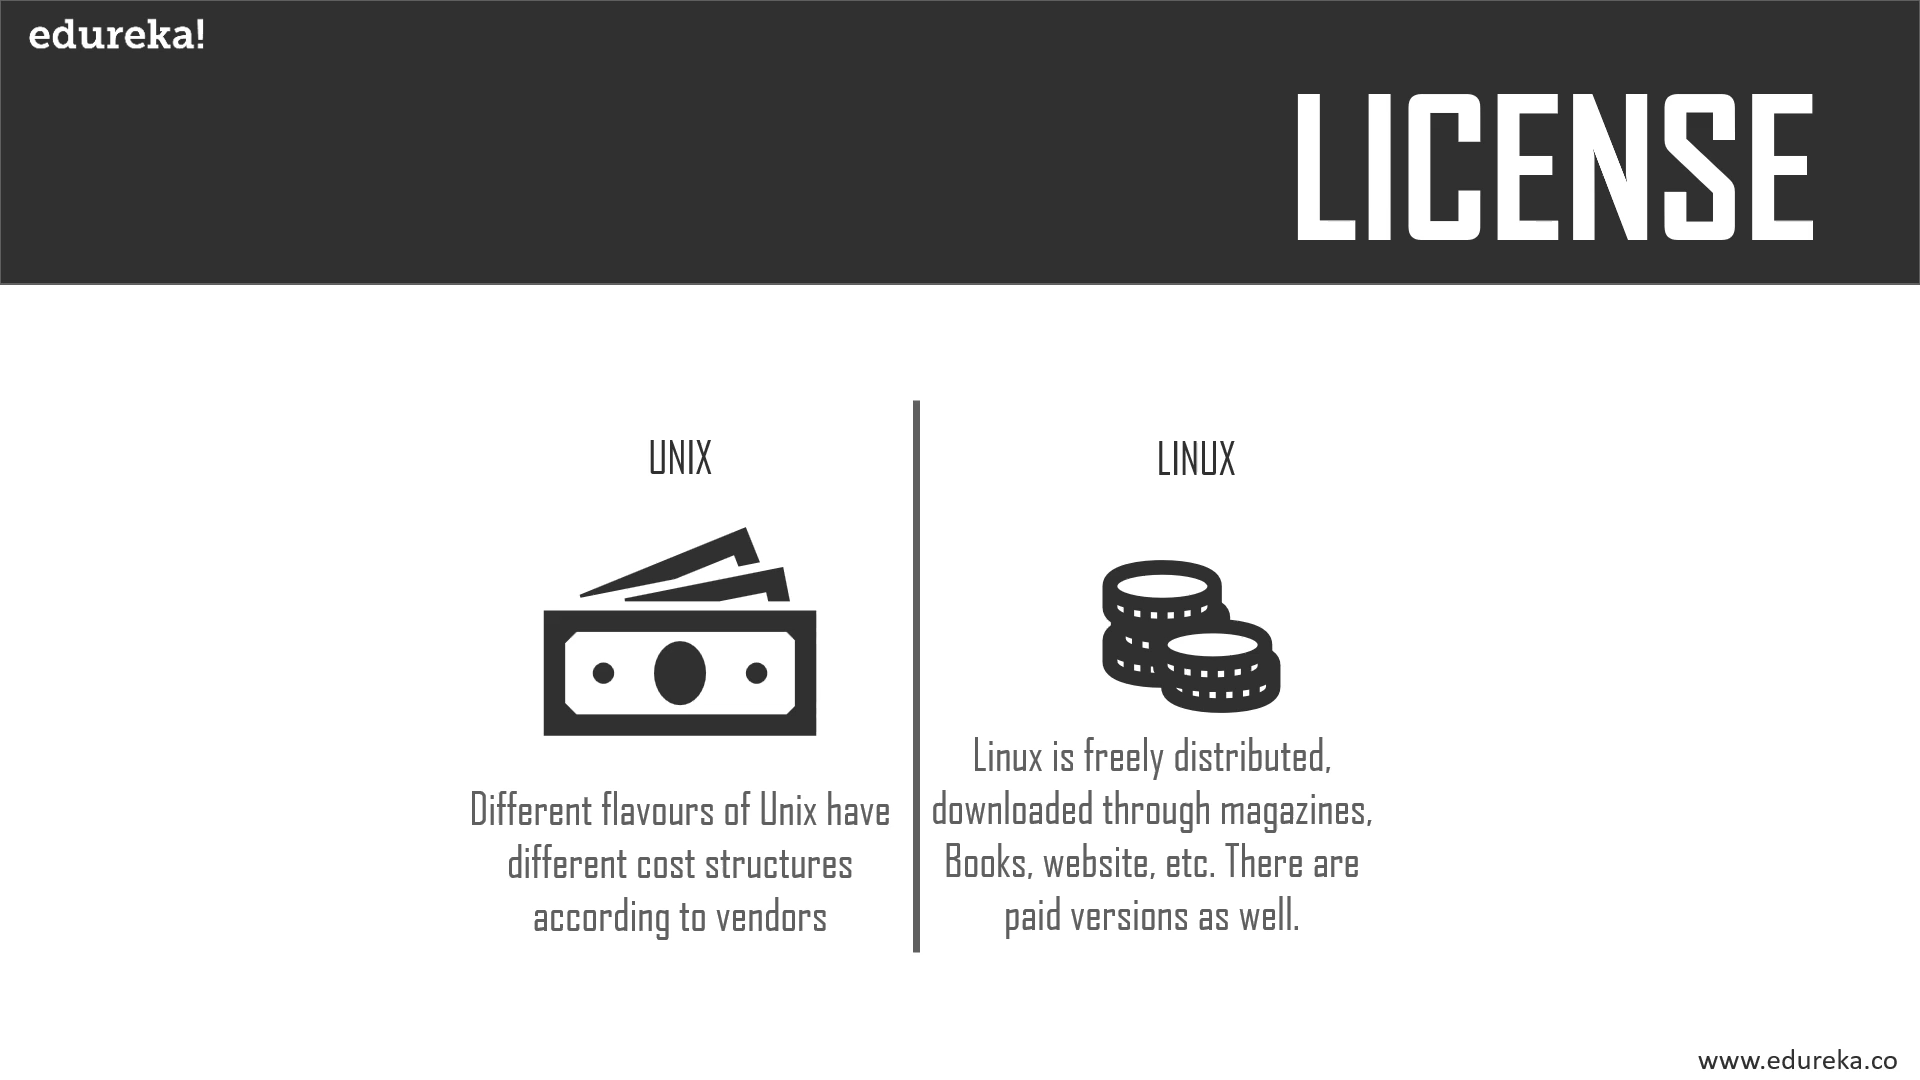 edureka!
LICENSE
UNIX
Different flavours of Unix have
different cost structures
according to vendors
LINUX
Linux is freely distributed,
downloaded through magazines,
Books, website, etc. There are
paid versions as well.
www.edureka.co